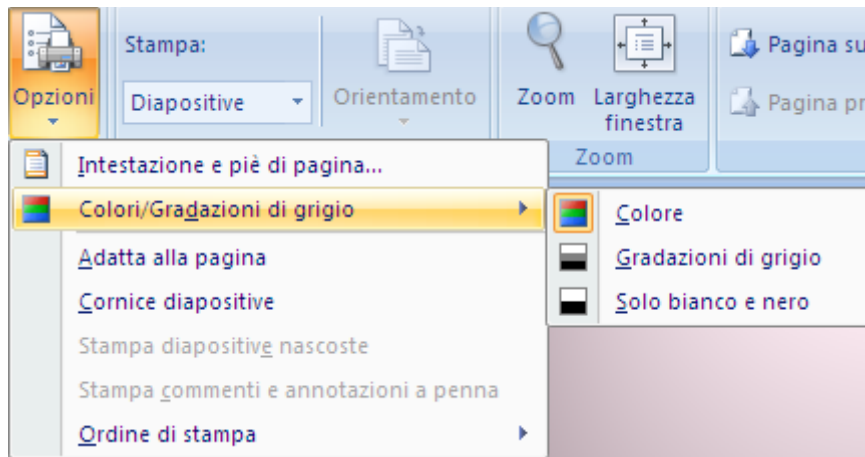 Stampa:
Opzioni
Diapositive
Orientamento
Zoom
Larghezza
finestra
Pagina su
Pagina pr
Zoom
Intestazione e piè di pagina...
Colori/Gradazioni di grigio
Adatta alla pagina
Cornice diapositive
Stampa diapositive nascoste
Stampa commenti e annotazioni a penna
Ordine di stampa
Colore
Gradazioni di grigio
Solo bianco e nero